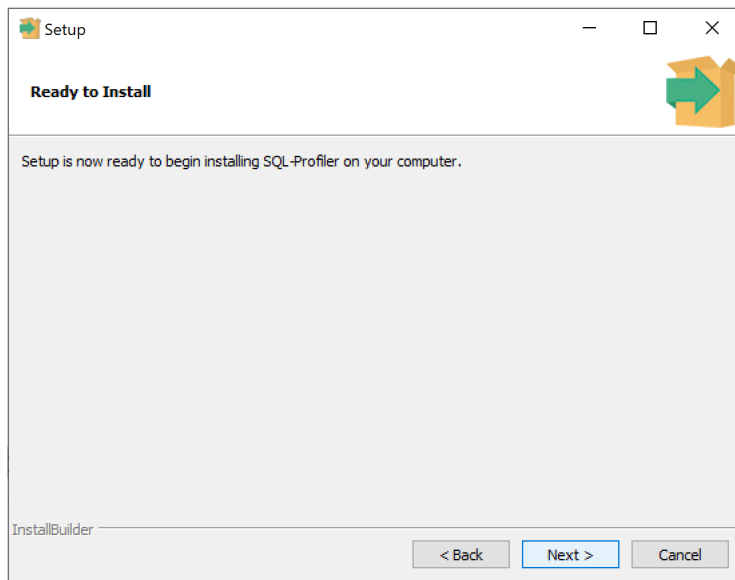 Setup
Ready to Install
Setup is now ready to begin installing SQL-Profiler on your computer.
InstallBuilder
< Back
Next >
Cancel